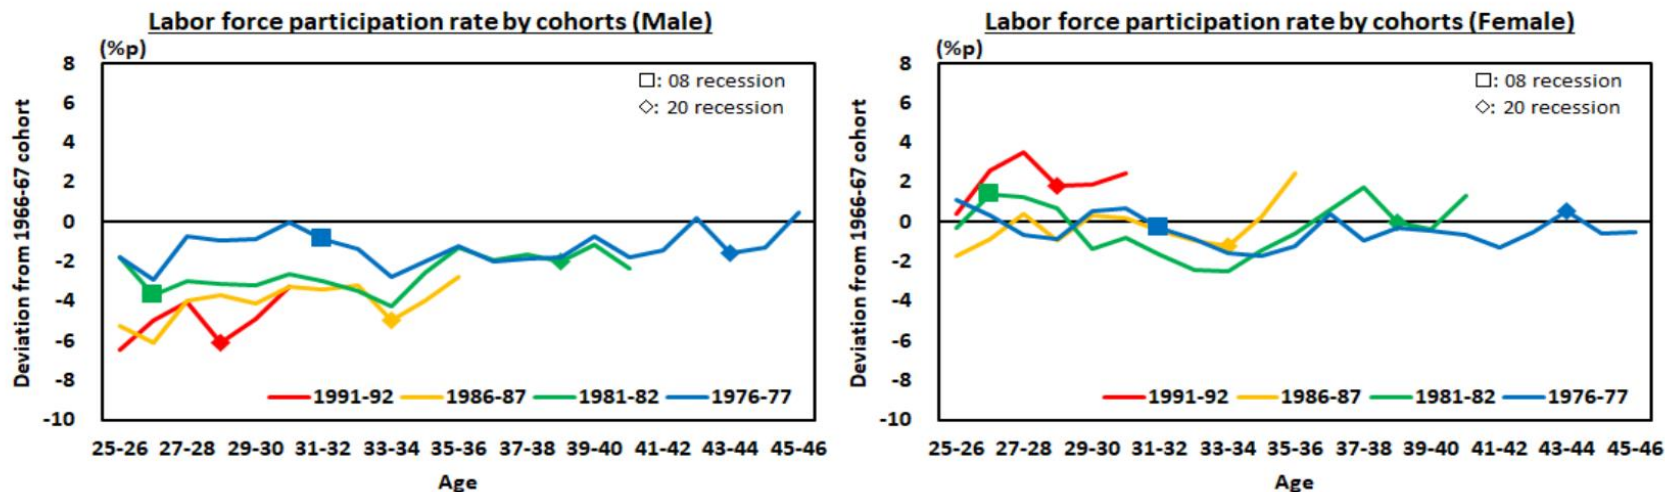 Labor force participation rate by cohorts (Male)
(%p)
8
6
4
2
0
-2
-4
-6
-8
-10
Deviation from 1966-67 cohort
□: 08 recession
◇: 20 recession
1991-92 1986-87 1981-82 1976-77
25-26 27-28 29-30 31-32 33-34 35-36 37-38 39-40 41-42 43-44 45-46
Age
Labor force participation rate by cohorts (Female)
(%p)
8
6
4
2
0
-2
-4
-6
-8
-10
Deviation from 1966-67 cohort
□: 08 recession
◇: 20 recession
1991-92 1986-87 1981-82 1976-77
25-26 27-28 29-30 31-32 33-34 35-36 37-38 39-40 41-42 43-44 45-46
Age